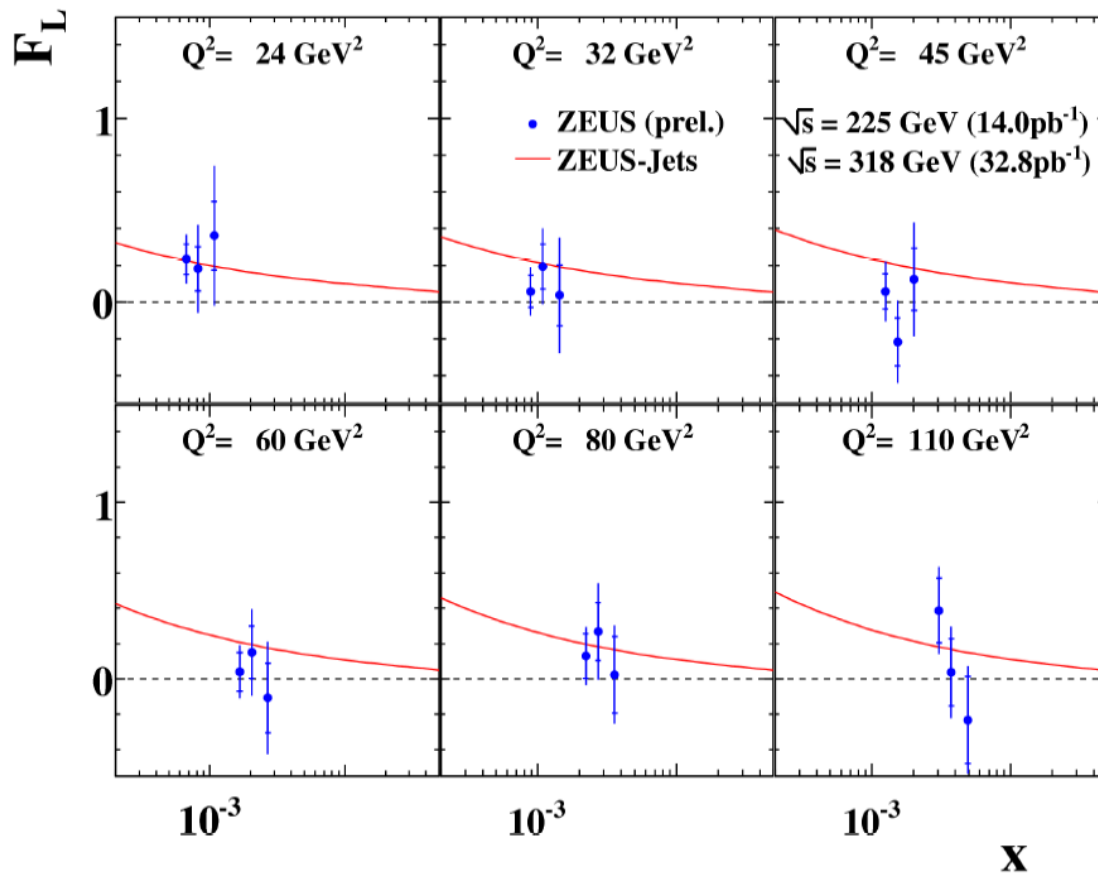 F_L
Q²= 24 GeV²
Q²= 32 GeV²
Q²= 45 GeV²
1
ZEUS (prel.)
√s = 225 GeV (14.0pb⁻¹)
ZEUS-Jets
√s = 318 GeV (32.8pb⁻¹)
0
Q²= 60 GeV²
Q²= 80 GeV²
Q²= 110 GeV²
1
0
10⁻³
10⁻³
10⁻³
x